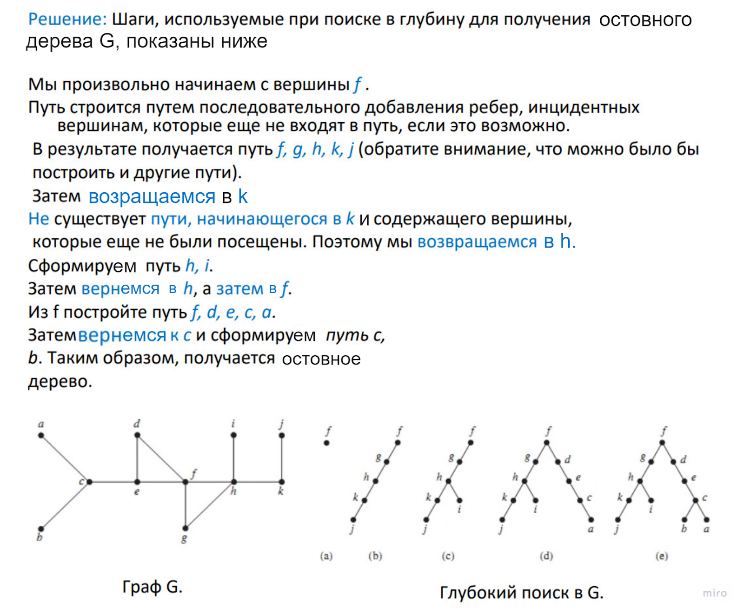 Решение: Шаги, используемые при поиске в глубину для получения остовного
дерева G, показаны ниже
Мы произвольно начинаем с вершины f .
Путь строится путем последовательного добавления ребер, инцидентных
вершинам, которые еще не входят в путь, если это возможно.
В результате получается путь f, g, h, k, j (обратите внимание, что можно было бы
построить и другие пути).
Затем возращаемся в k
Не существует пути, начинающегося в k и содержащего вершины,
которые еще не были посещены. Поэтому мы возвращаемся в h.
Сформируем путь h, i.
Затем вернемся в h, а затем в f.
Из f постройте путь f, d, e, c, a.
Затем вернемся к c и сформируем путь c,
b. Таким образом, получается остовное
дерево.
a d i j
c e f h k
b g
f
f g h k j
f g h k i j
f g d h e k i c j a
f g d h e k i c j b a
(a) (b) (c) (d) (e)
Граф G.
Глубокий поиск в G.
miro